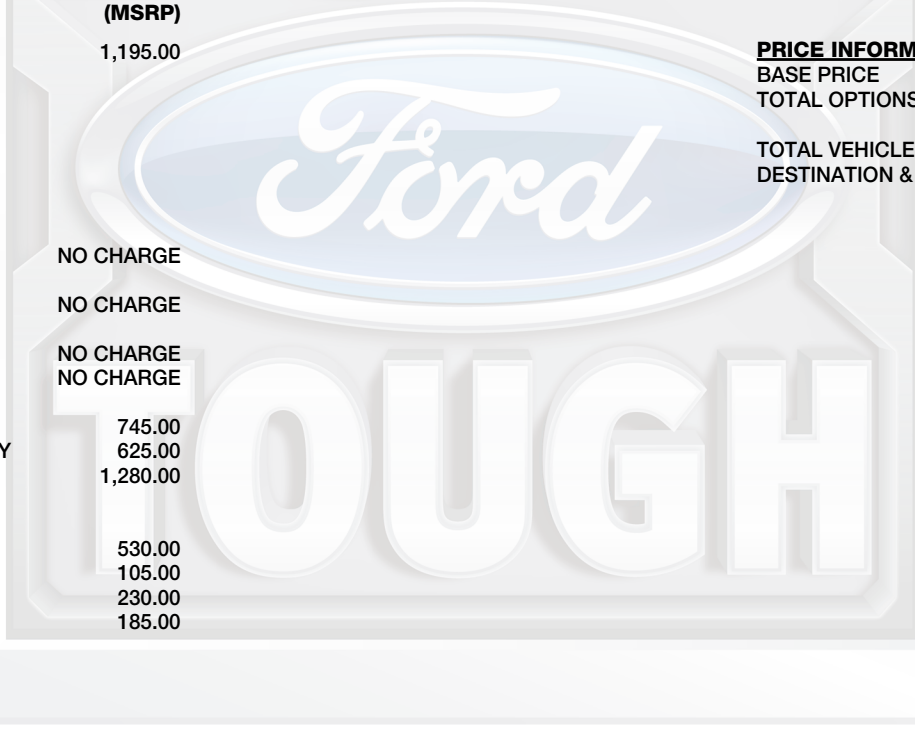 (MSRP)
1,195.00
PRICE INFORM
BASE PRICE
TOTAL OPTIONS
TOTAL VEHICLE
DESTINATION &
Ford
NO CHARGE
NO CHARGE
NO CHARGE
NO CHARGE
TOUGH
745.00
Y 625.00
1,280.00
530.00
105.00
230.00
185.00